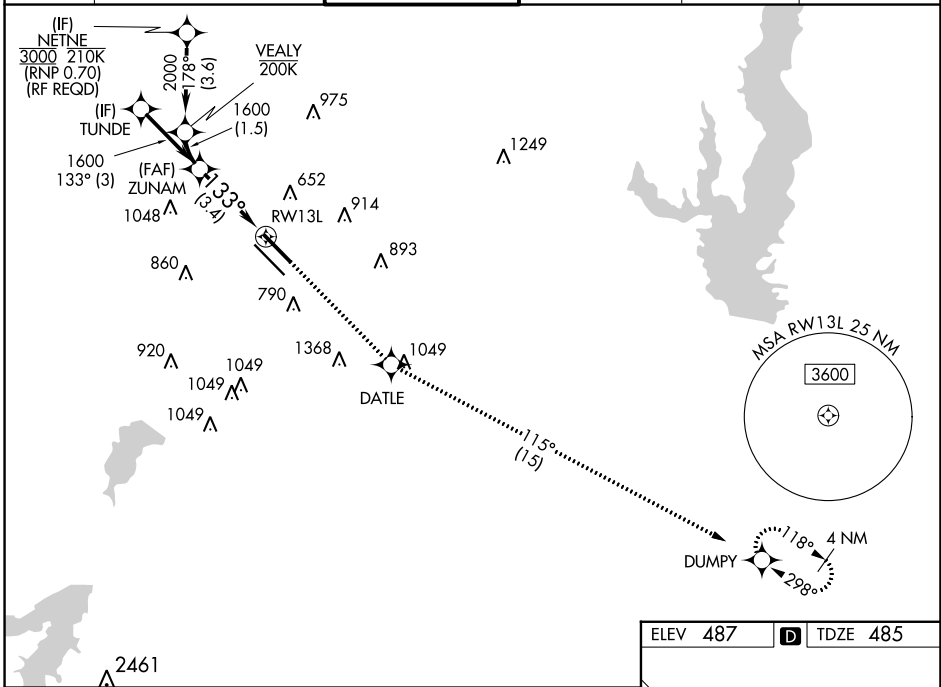 (IF)
NETNE
3000 210K
(RNP 0.70)
(RF REQD)
2000
178°
(3.6)
VEALY
200K
(IF)
TUNDE
1600
(1.5)
975
1249
1600
133° (3)
(FAF)
ZUNAM
133°
(3.4)
652
1048
914
RW13L
893
860
790
MSA RW13L 25 NM
3600
920
1368
1049
1049
1049
1049
DATLE
115°
(15)
DUMPY
118°
4 NM
298°
ELEV 487 D TDZE 485
2461